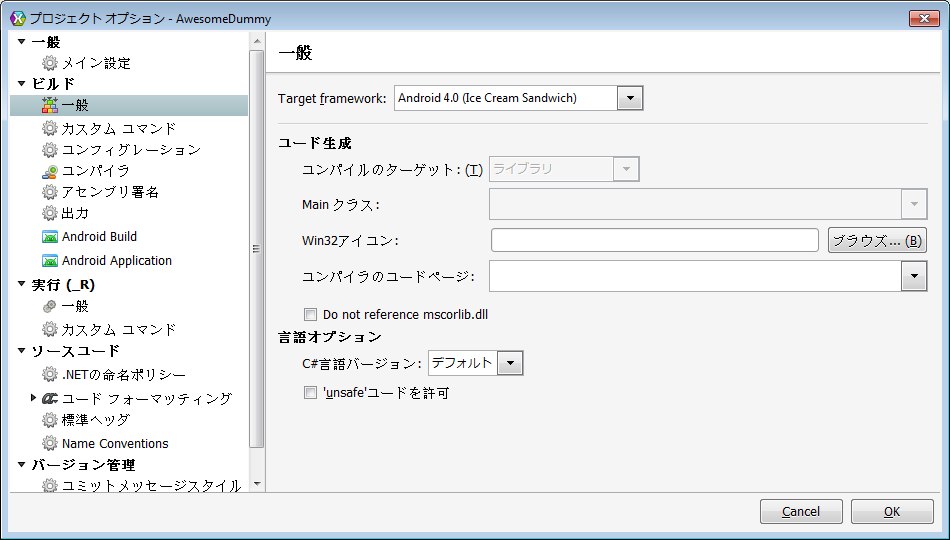 プロジェクト オプション - AwesomeDummy
一般
メイン設定
ビルド
一般
カスタム コマンド
コンフィグレーション
コンパイラ
アセンブリ署名
出力
Android Build
Android Application
実行 (_R)
一般
カスタム コマンド
ソースコード
.NETの命名ポリシー
コード フォーマッティング
標準ヘッダ
Name Conventions
バージョン管理
コミットメッセージスタイル
一般
Target framework: Android 4.0 (Ice Cream Sandwich)
コード生成
コンパイルのターゲット: (T) ライブラリ
Main クラス:
Win32アイコン: ブラウズ... (B)
コンパイラのコードページ:
Do not reference mscorlib.dll
言語オプション
C#言語バージョン: デフォルト
'unsafe'コードを許可
Cancel OK